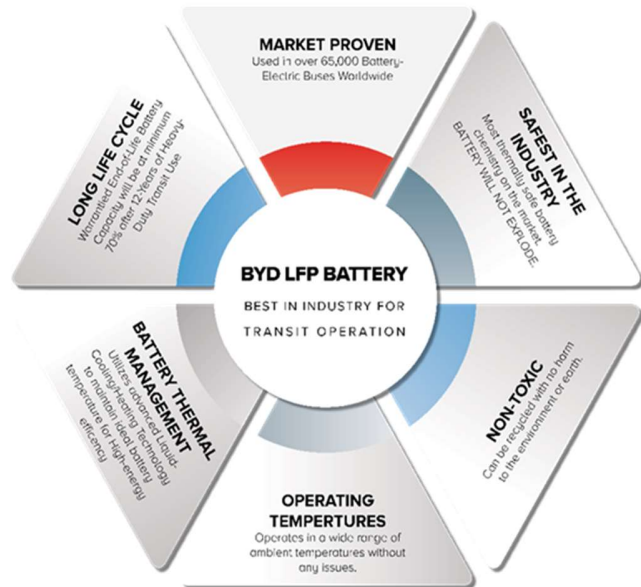 MARKET PROVEN
Used in over 65,000 Battery-
Electric Buses Worldwide
SAFEST IN THE
INDUSTRY
Most thermally safe battery
chemistry on the market.
BATTERY WILL NOT EXPLODE.
NON-TOXIC
Can be recycled with no harm
to the environment or earth.
OPERATING
TEMPERTURES
Operates in a wide range of
ambient temperatures without
any issues.
BATTERY THERMAL
MANAGEMENT
Utilizes advanced Liquid-
Cooling/Heating Technology
to maintain ideal battery
temperature for High-energy
efficency
LONG LIFE CYCLE
Warrantied End-of-Life Battery
Capacity will be at minimum
70% after 12-Years of Heavy-
Duty Transit Use
BYD LFP BATTERY
BEST IN INDUSTRY FOR
TRANSIT OPERATION